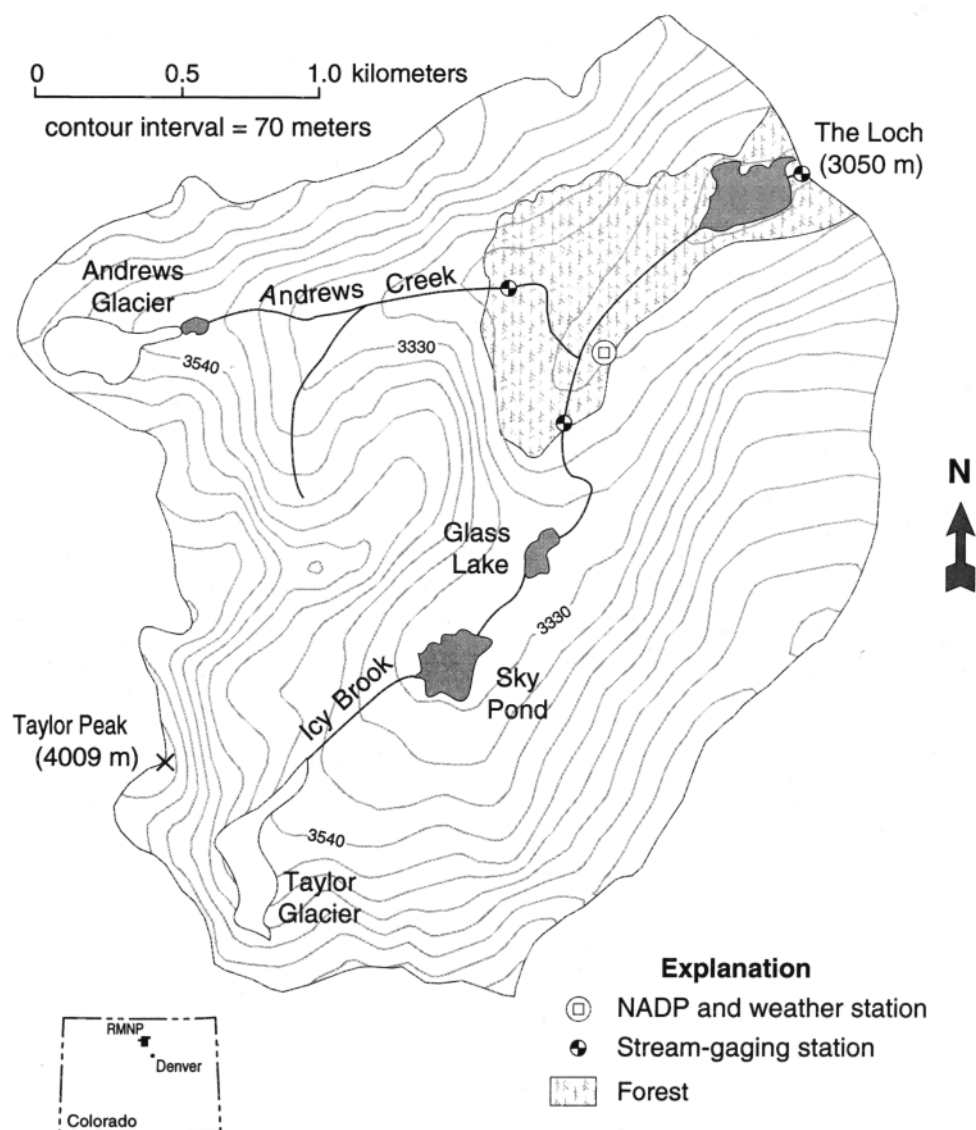 0 0.5 1.0 kilometers
contour interval = 70 meters
The Loch
(3050 m)
Andrews
Glacier
Andrews Creek
3540
3330
N
Glass
Lake
3330
Icy Brook
Sky
Pond
Taylor Peak
(4009 m)
3540
Taylor
Glacier
Explanation
NADP and weather station
Stream-gaging station
Forest
RMNP
Denver
Colorado